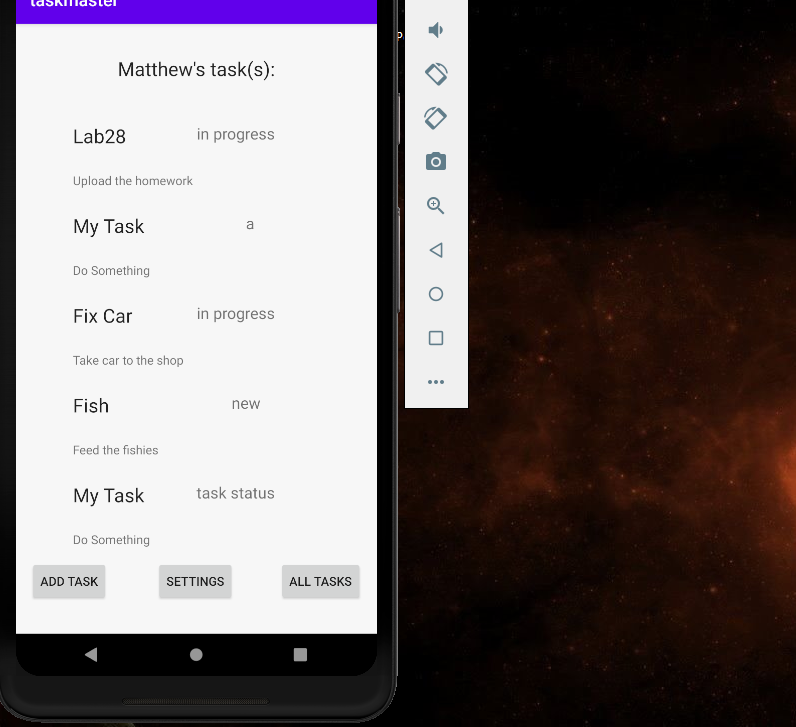 taskmaster
Matthew's task(s):
Lab28 in progress
Upload the homework
My Task a
Do Something
Fix Car in progress
Take car to the shop
Fish new
Feed the fishies
My Task task status
Do Something
ADD TASK SETTINGS ALL TASKS